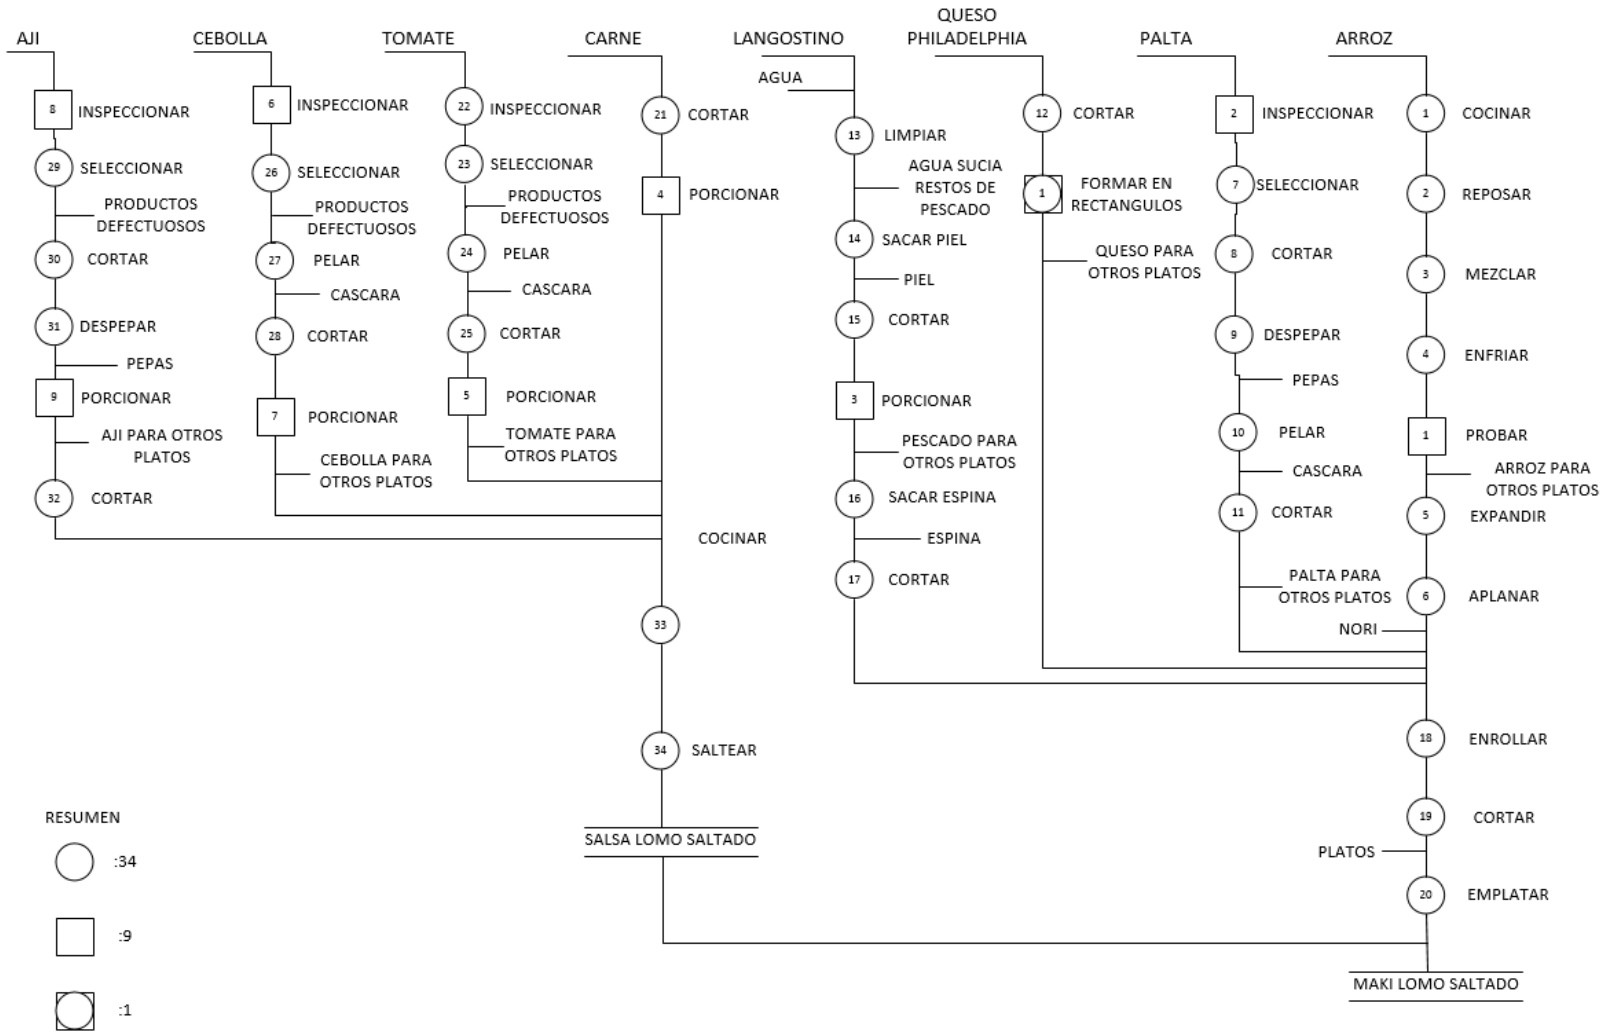 AJI
CEBOLLA
TOMATE
CARNE
LANGOSTINO
QUESO
PHILADELPHIA
PALTA
ARROZ
8 INSPECCIONAR
29 SELECCIONAR
PRODUCTOS
DEFECTUOSOS
30 CORTAR
31 DESPEPAR
PEPAS
9 PORCIONAR
AJI PARA OTROS
PLATOS
32 CORTAR
6 INSPECCIONAR
26 SELECCIONAR
PRODUCTOS
DEFECTUOSOS
27 PELAR
CASCARA
28 CORTAR
7 PORCIONAR
CEBOLLA PARA
OTROS PLATOS
22 INSPECCIONAR
23 SELECCIONAR
PRODUCTOS
DEFECTUOSOS
24 PELAR
CASCARA
25 CORTAR
5 PORCIONAR
TOMATE PARA
OTROS PLATOS
21 CORTAR
4 PORCIONAR
COCINAR
33
34 SALTEAR
SALSA LOMO SALTADO
AGUA
13 LIMPIAR
AGUA SUCIA
RESTOS DE
PESCADO
14 SACAR PIEL
PIEL
15 CORTAR
3 PORCIONAR
PESCADO PARA
OTROS PLATOS
16 SACAR ESPINA
ESPINA
17 CORTAR
12 CORTAR
1 FORMAR EN
RECTANGULOS
QUESO PARA
OTROS PLATOS
2 INSPECCIONAR
7 SELECCIONAR
8 CORTAR
9 DESPEPAR
PEPAS
10 PELAR
CASCARA
11 CORTAR
PALTA PARA
OTROS PLATOS
1 COCINAR
2 REPOSAR
3 MEZCLAR
4 ENFRIAR
1 PROBAR
ARROZ PARA
OTROS PLATOS
5 EXPANDIR
6 APLANAR
NORI
18 ENROLLAR
19 CORTAR
PLATOS
20 EMPLATAR
MAKI LOMO SALTADO
RESUMEN
:34
:9
:1